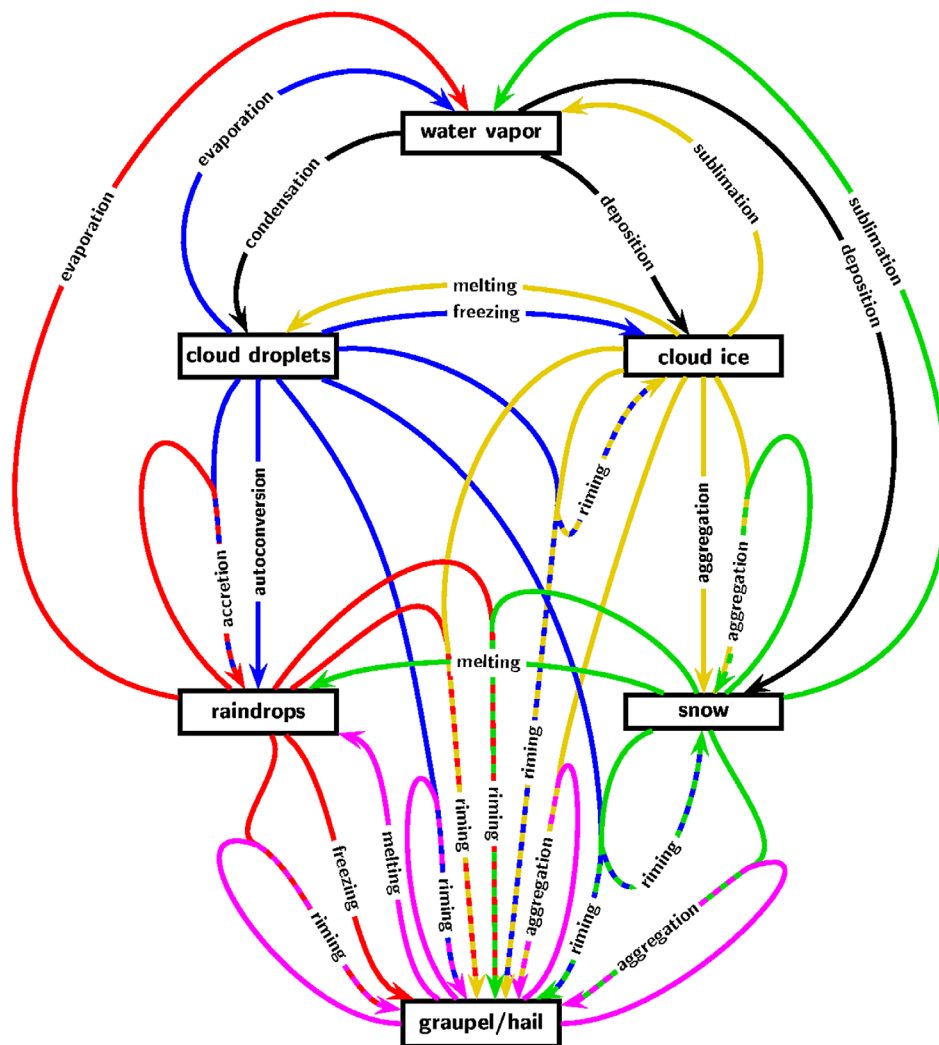 water vapor
evaporation
evaporation
condensation
deposition
sublimation
sublimation
deposition
melting
freezing
cloud droplets
cloud ice
riming
autoconversion
accretion
aggregation
aggregation
melting
raindrops
snow
riming
freezing
melting
riming
riming
riming
riming
aggregation
riming
riming
aggregation
graupel/hail